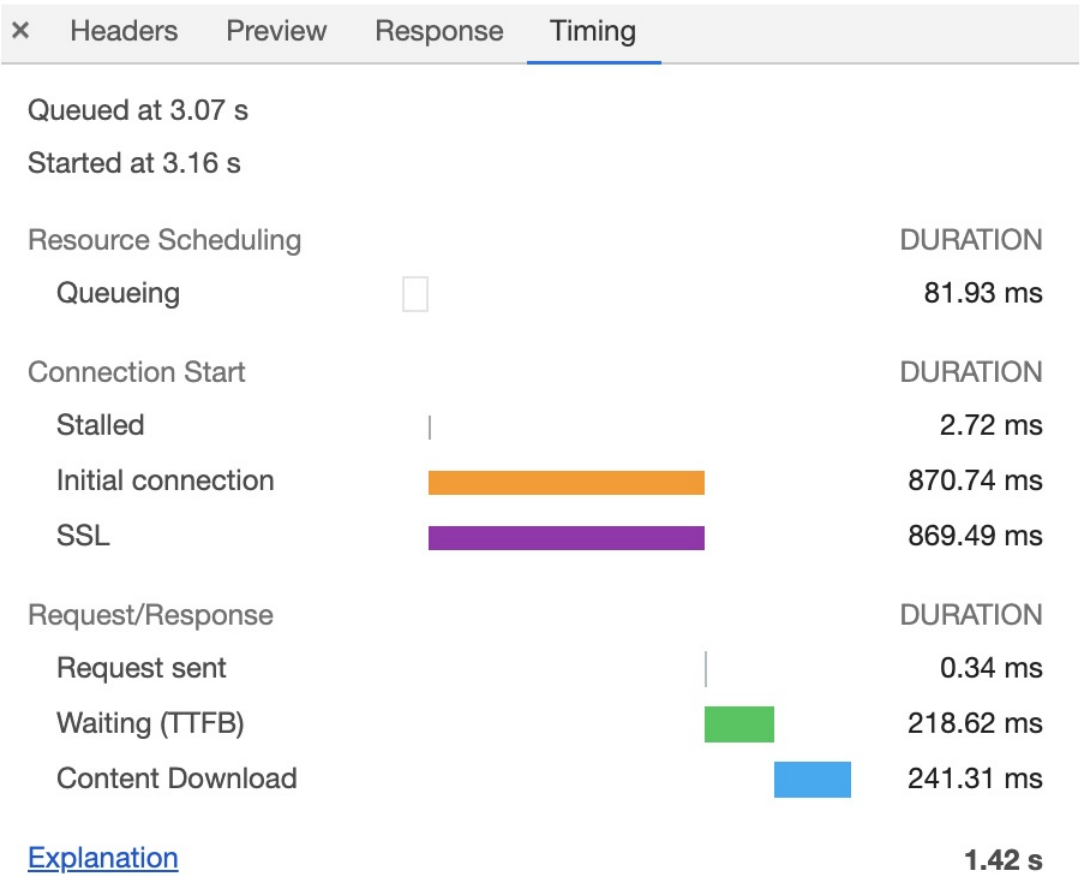 × Headers Preview Response Timing
Queued at 3.07 s
Started at 3.16 s
Resource Scheduling DURATION
Queueing 81.93 ms
Connection Start DURATION
Stalled 2.72 ms
Initial connection 870.74 ms
SSL 869.49 ms
Request/Response DURATION
Request sent 0.34 ms
Waiting (TTFB) 218.62 ms
Content Download 241.31 ms
Explanation 1.42 s